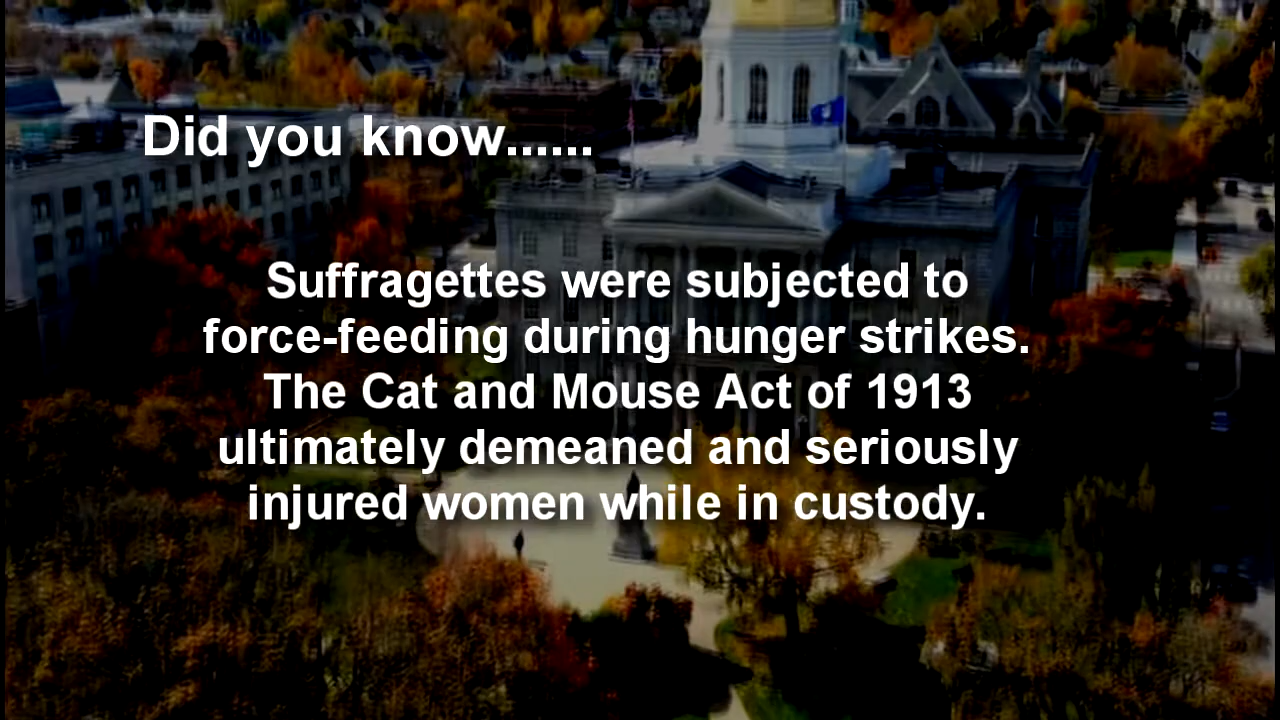 Did you know......
Suffragettes were subjected to
force-feeding during hunger strikes.
The Cat and Mouse Act of 1913
ultimately demeaned and seriously
injured women while in custody.